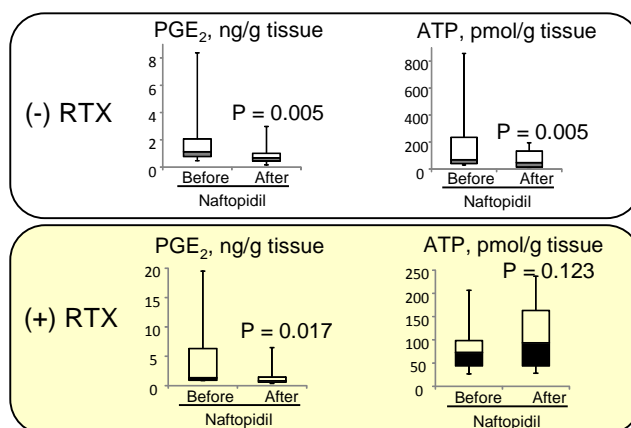 PGE₂, ng/g tissue
ATP, pmol/g tissue
(-) RTX
8
6
4
2
0
P = 0.005
Before
After
Naftopidil
800
600
400
200
0
P = 0.005
Before
After
Naftopidil
PGE₂, ng/g tissue
ATP, pmol/g tissue
(+) RTX
20
15
10
5
0
P = 0.017
Before
After
Naftopidil
250
200
150
100
50
0
P = 0.123
Before
After
Naftopidil